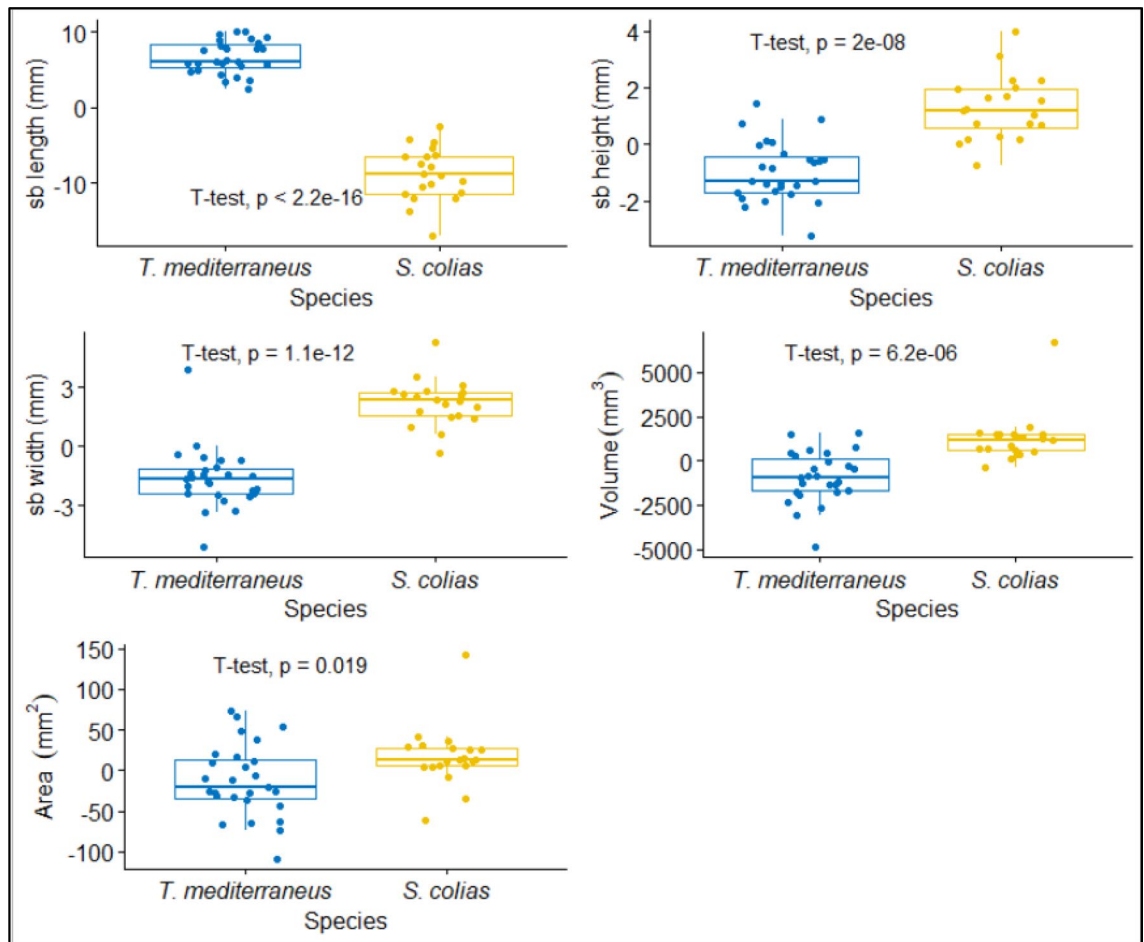 sb length (mm)
10
0
-10
T-test, p < 2.2e-16
T. mediterraneus
S. colias
Species
sb height (mm)
4
2
0
-2
T-test, p = 2e-08
T. mediterraneus
S. colias
Species
sb width (mm)
3
0
-3
T-test, p = 1.1e-12
T. mediterraneus
S. colias
Species
Volume (mm³)
5000
2500
0
-2500
-5000
T-test, p = 6.2e-06
T. mediterraneus
S. colias
Species
Area (mm²)
150
100
50
0
-50
-100
T-test, p = 0.019
T. mediterraneus
S. colias
Species